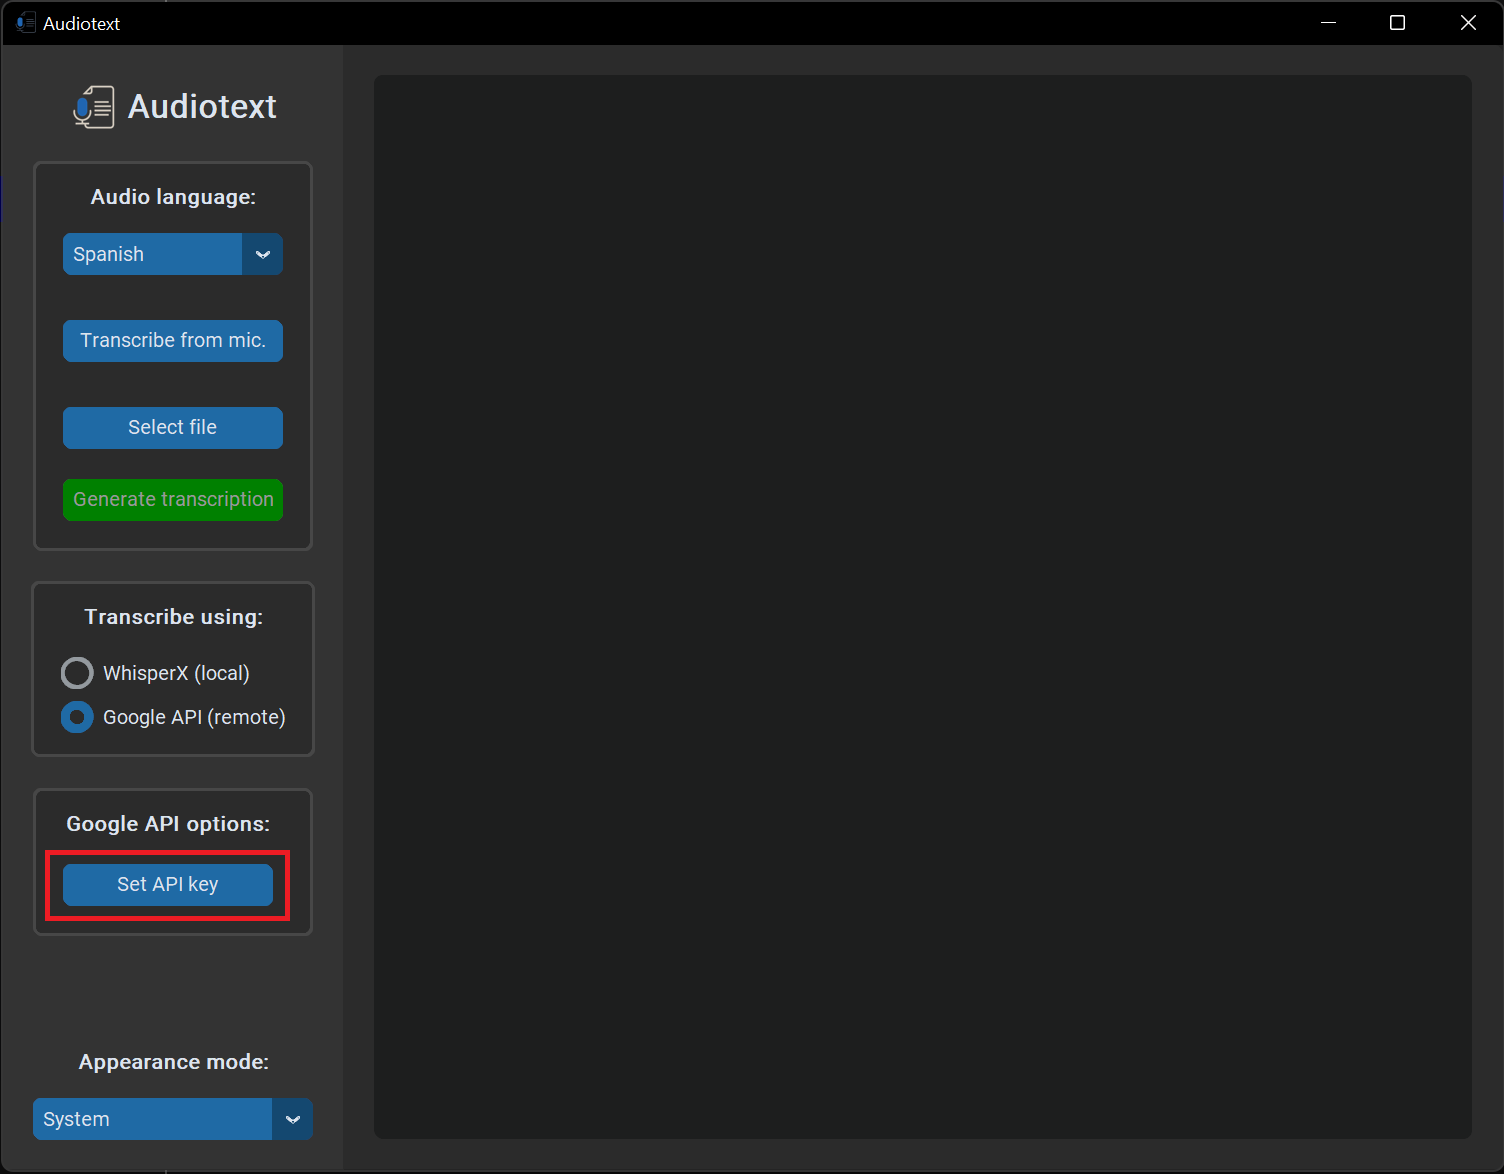 Audiotext
Audiotext
Audio language:
Spanish
Transcribe from mic.
Select file
Generate transcription
Transcribe using:
WhisperX (local)
Google API (remote)
Google API options:
Set API key
Appearance mode:
System